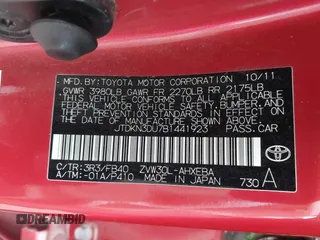 MFD. BY: TOYOTA MOTOR CORPORATION 10/11
GVWR 3980LB GAWR FR 2270LB RR 2175LB
THIS VEHICLE CONFORMS TO ALL APPLICABLE
FEDERAL MOTOR VEHICLE SAFETY, BUMPER, AND
THEFT PREVENTION STANDARDS IN EFFECT ON THE
DATE OF MANUFACTURE SHOWN ABOVE.
JTDKN3DU7B1441923 PASS.CAR
C/TR:3R3/FB40 ZVW30L-AHXEBA
A/TM:-01A/P410 MADE IN JAPAN
730 A
TOYOTA
DREAMBID